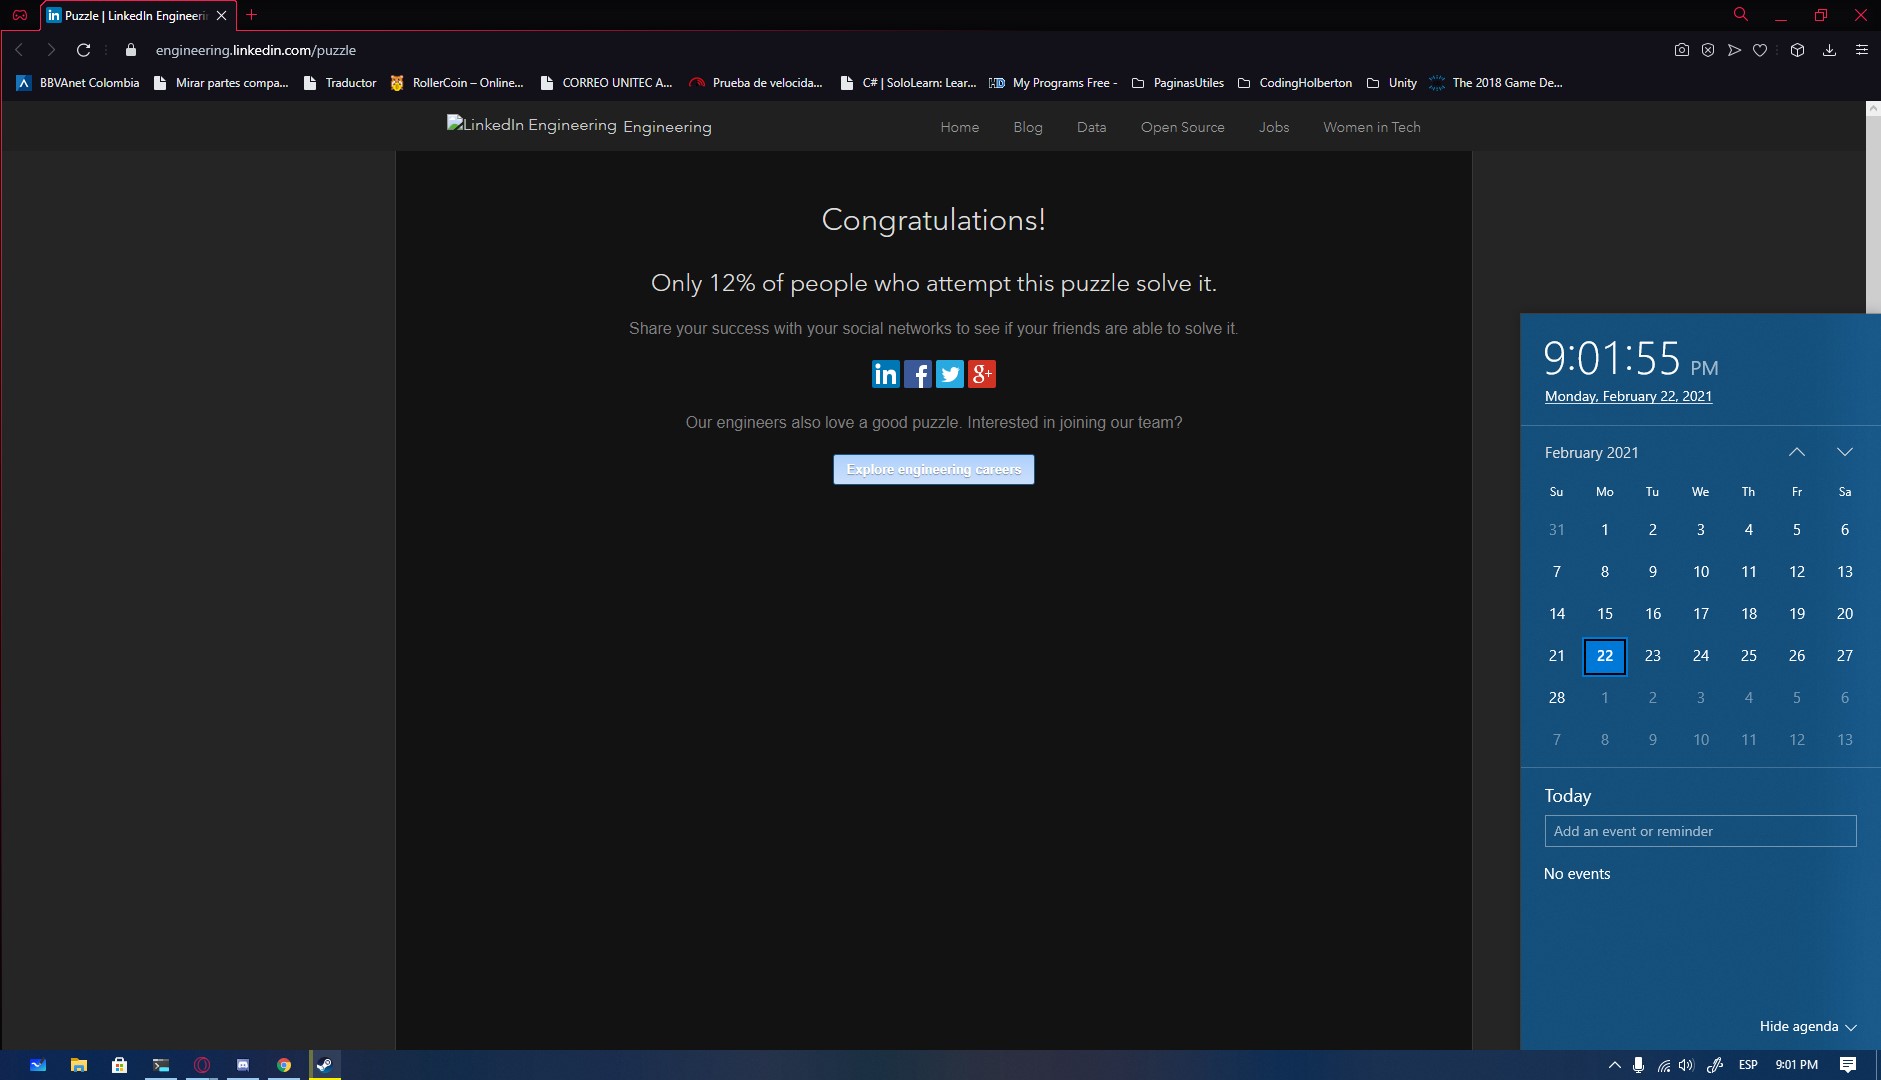 Puzzle | LinkedIn Engineeri
engineering.linkedin.com/puzzle
BBVAnet Colombia
Mirar partes compa...
Traductor
RollerCoin – Online...
CORREO UNITEC A...
Prueba de velocida...
C# | SoloLearn: Lear...
HD
My Programs Free -
PaginasUtiles
CodingHolberton
Unity
The 2018 Game De...
LinkedIn Engineering Engineering
Home
Blog
Data
Open Source
Jobs
Women in Tech
Congratulations!
Only 12% of people who attempt this puzzle solve it.
Share your success with your social networks to see if your friends are able to solve it.
in f g+
Our engineers also love a good puzzle. Interested in joining our team?
Explore engineering careers
9:01:55 PM
Monday, February 22, 2021
February 2021
Su Mo Tu We Th Fr Sa
31 1 2 3 4 5 6
7 8 9 10 11 12 13
14 15 16 17 18 19 20
21 22 23 24 25 26 27
28 1 2 3 4 5 6
7 8 9 10 11 12 13
Today
Add an event or reminder
No events
Hide agenda
ESP
9:01 PM